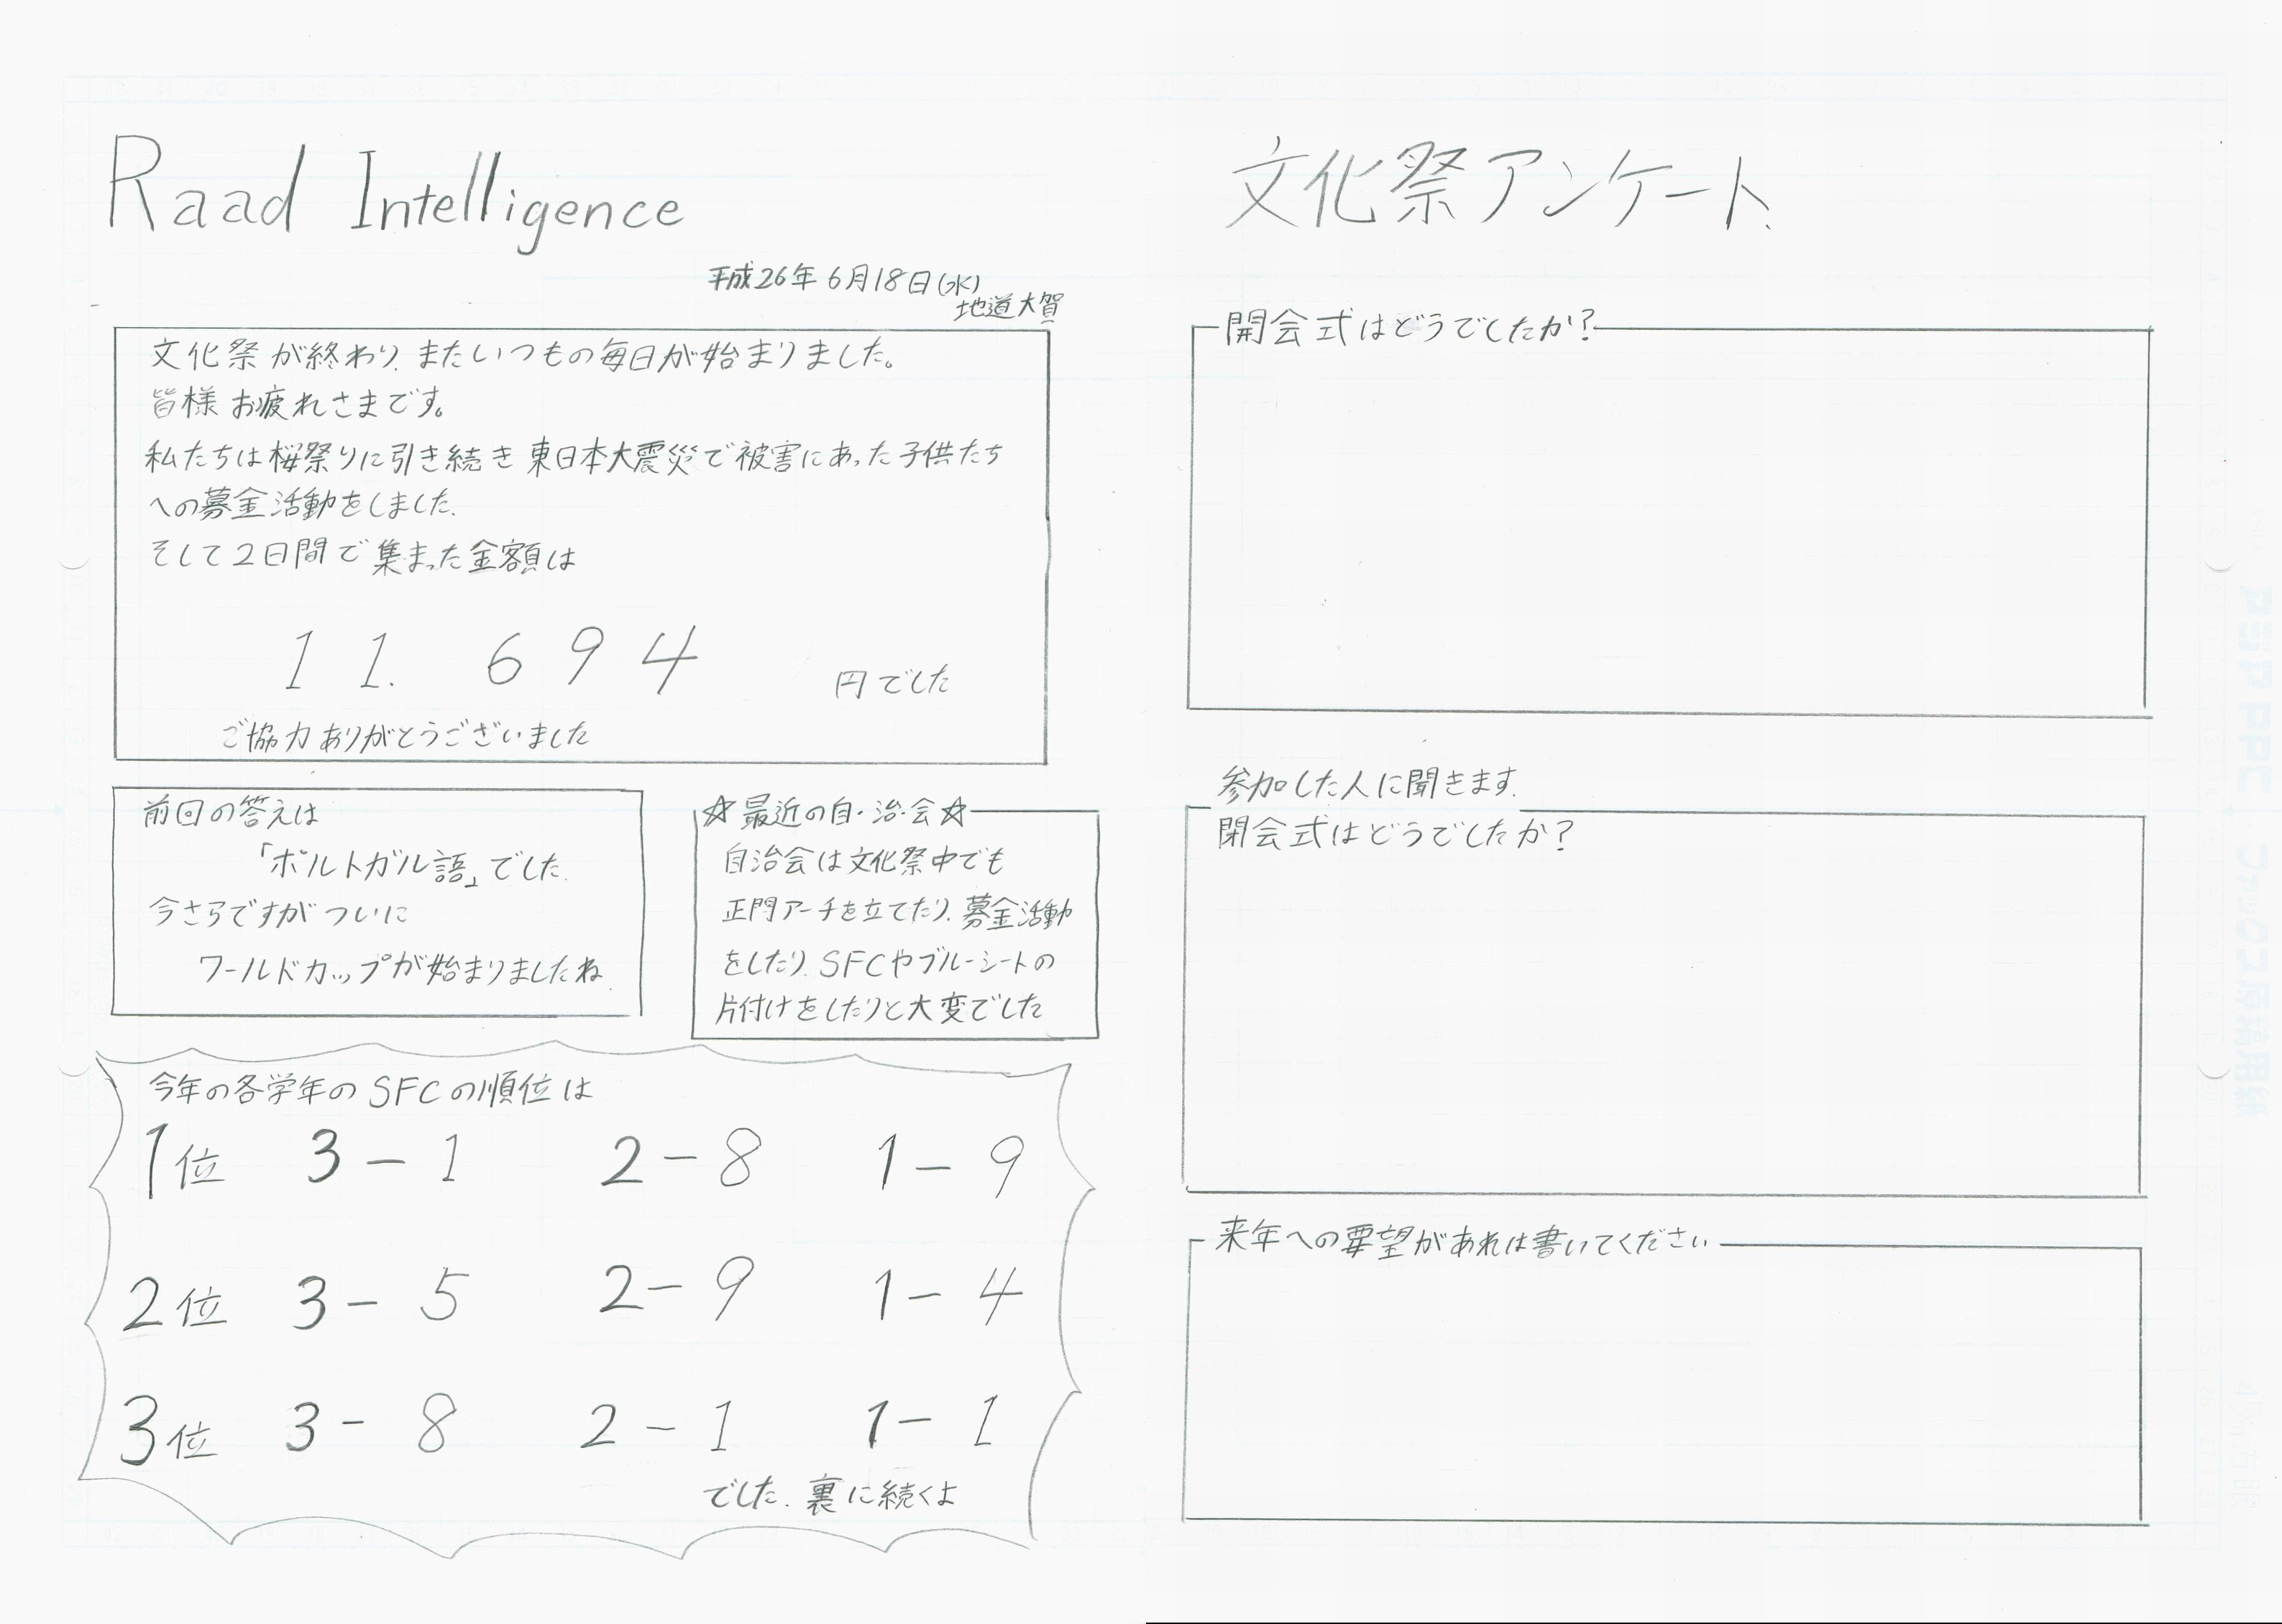 Raad Intelligence
平成26年6月18日(水)
地道大賀
文化祭が終わり、またいつもの毎日が始まりました。
皆様お疲れさまです。
私たちは桜祭りに引き続き東日本大震災で被害にあった子供たち
への募金活動をしました.
そして2日間で集まった金額は
11.694 円でした
ご協力ありがとうございました
前回の答えは
「ポルトガル語」でした.
今さらですがついに
ワールドカップが始まりましたね.
☆最近の自・治・会☆
自治会は文化祭中でも
正門アーチを立てたり、募金活動
をしたり、SFCやブルーシートの
片付けをしたりと大変でした
今年の各学年のSFCの順位は
1位 3-1 2-8 1-9
2位 3-5 2-9 1-4
3位 3-8 2-1 1-1
でした.裏に続くよ
文化祭アンケート.
開会式はどうでしたか?
参加した人に聞きます.
閉会式はどうでしたか?
来年への要望があれば書いてください